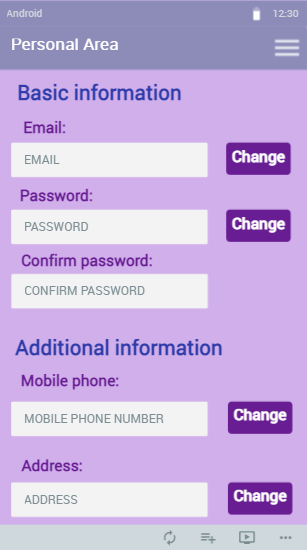 Android 12:30
Personal Area
Basic information
Email:
EMAIL Change
Password:
PASSWORD Change
Confirm password:
CONFIRM PASSWORD
Additional information
Mobile phone:
MOBILE PHONE NUMBER Change
Address:
ADDRESS Change